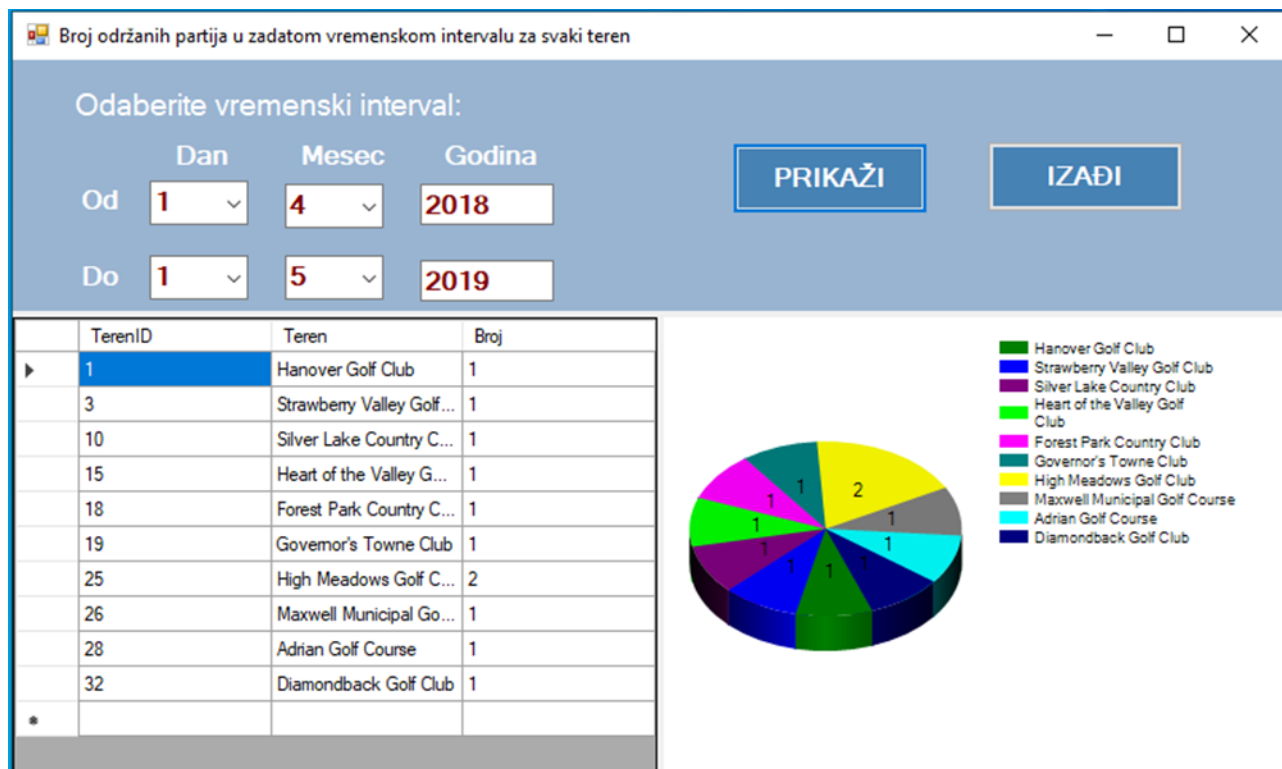 Broj održanih partija u zadatom vremenskom intervalu za svaki teren
Odaberite vremenski interval:
Dan Mesec Godina
Od 1 4 2018
PRIKAŽI IZAĐI
Do 1 5 2019
TerenID Teren Broj
1 Hanover Golf Club 1
3 Strawberry Valley Golf... 1
10 Silver Lake Country C... 1
15 Heart of the Valley G... 1
18 Forest Park Country C... 1
19 Governor's Towne Club 1
25 High Meadows Golf C... 2
26 Maxwell Municipal Go... 1
28 Adrian Golf Course 1
32 Diamondback Golf Club 1
Hanover Golf Club
Strawberry Valley Golf Club
Silver Lake Country Club
Heart of the Valley Golf
Club
Forest Park Country Club
Governor's Towne Club
High Meadows Golf Club
Maxwell Municipal Golf Course
Adrian Golf Course
Diamondback Golf Club
1
2
1
1
1
1
1
1
1
1